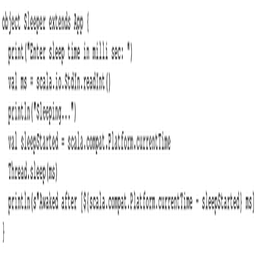 object Sleeper extends App {
print("Enter sleep time in milli sec: ")
val ms = scala.io.StdIn.readInt()
println("Sleeping...")
val sleepStarted = scala.compat.Platform.currentTime
Thread.sleep(ms)
println(s"Awaked after [${scala.compat.Platform.currentTime - sleepStarted} ms]
}